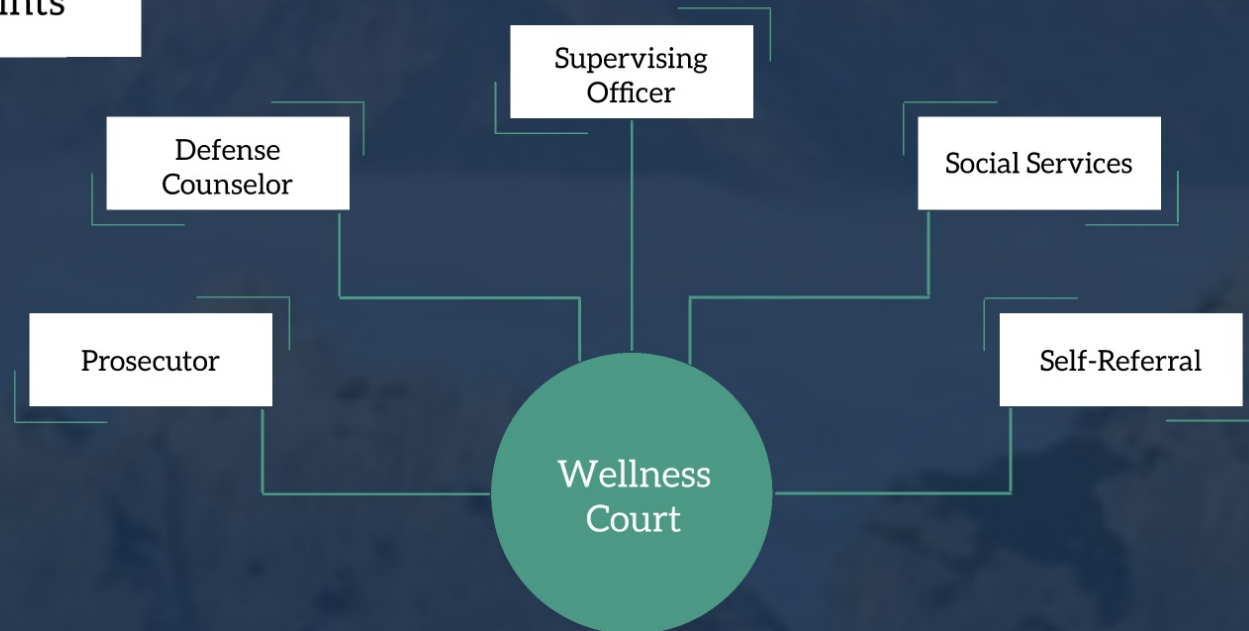 Supervising
Officer
Defense
Counselor
Social Services
Prosecutor
Self-Referral
Wellness
Court